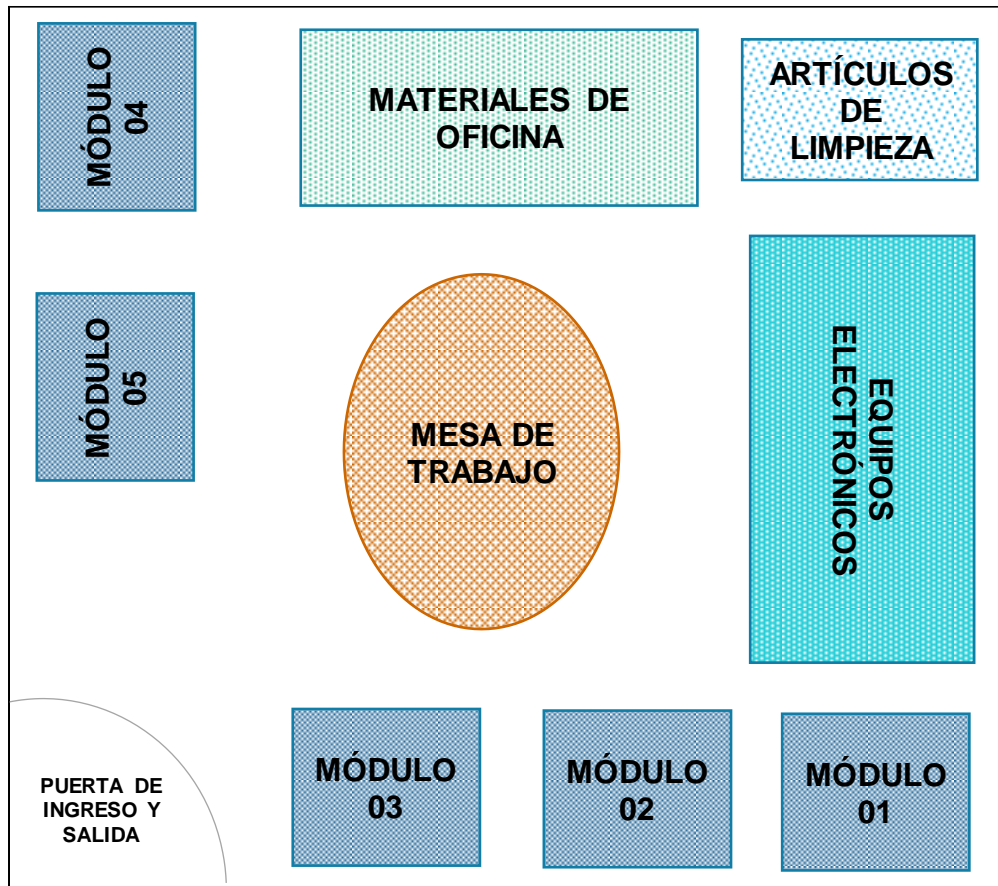 MÓDULO
04
MATERIALES DE
OFICINA
ARTÍCULOS
DE
LIMPIEZA
MÓDULO
05
MESA DE
TRABAJO
EQUIPOS
ELECTRÓNICOS
PUERTA DE
INGRESO Y
SALIDA
MÓDULO
03
MÓDULO
02
MÓDULO
01